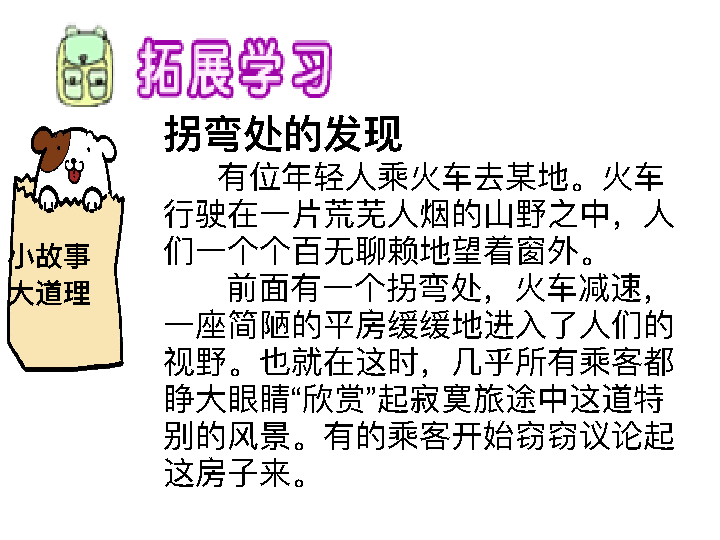 拓展学习
拐弯处的发现
有位年轻人乘火车去某地。火车
行驶在一片荒芜人烟的山野之中，人
们一个个百无聊赖地望着窗外。
前面有一个拐弯处，火车减速，
一座简陋的平房缓缓地进入了人们的
视野。也就在这时，几乎所有乘客都
睁大眼睛“欣赏”起寂寞旅途中这道特
别的风景。有的乘客开始窃窃议论起
这房子来。
小故事
大道理